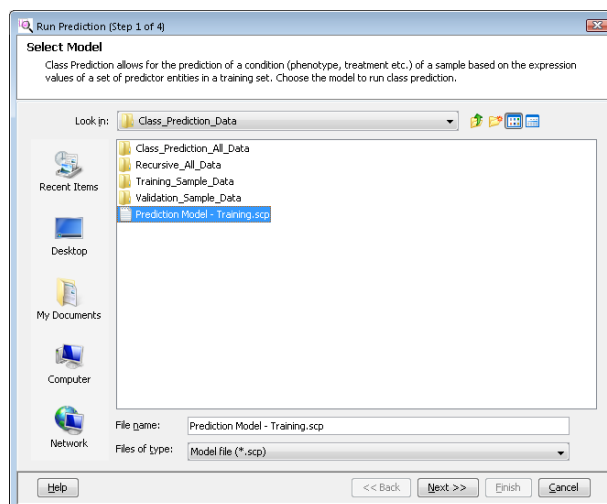 Run Prediction (Step 1 of 4)
Select Model
Class Prediction allows for the prediction of a condition (phenotype, treatment etc.) of a sample based on the expression
values of a set of predictor entities in a training set. Choose the model to run class prediction.
Look in:
Class_Prediction_Data
Recent Items
Desktop
My Documents
Computer
Network
Class_Prediction_All_Data
Recursive_All_Data
Training_Sample_Data
Validation_Sample_Data
Prediction Model - Training.scp
File name:
Prediction Model - Training.scp
Files of type:
Model file (*.scp)
Help
<< Back
Next >>
Finish
Cancel